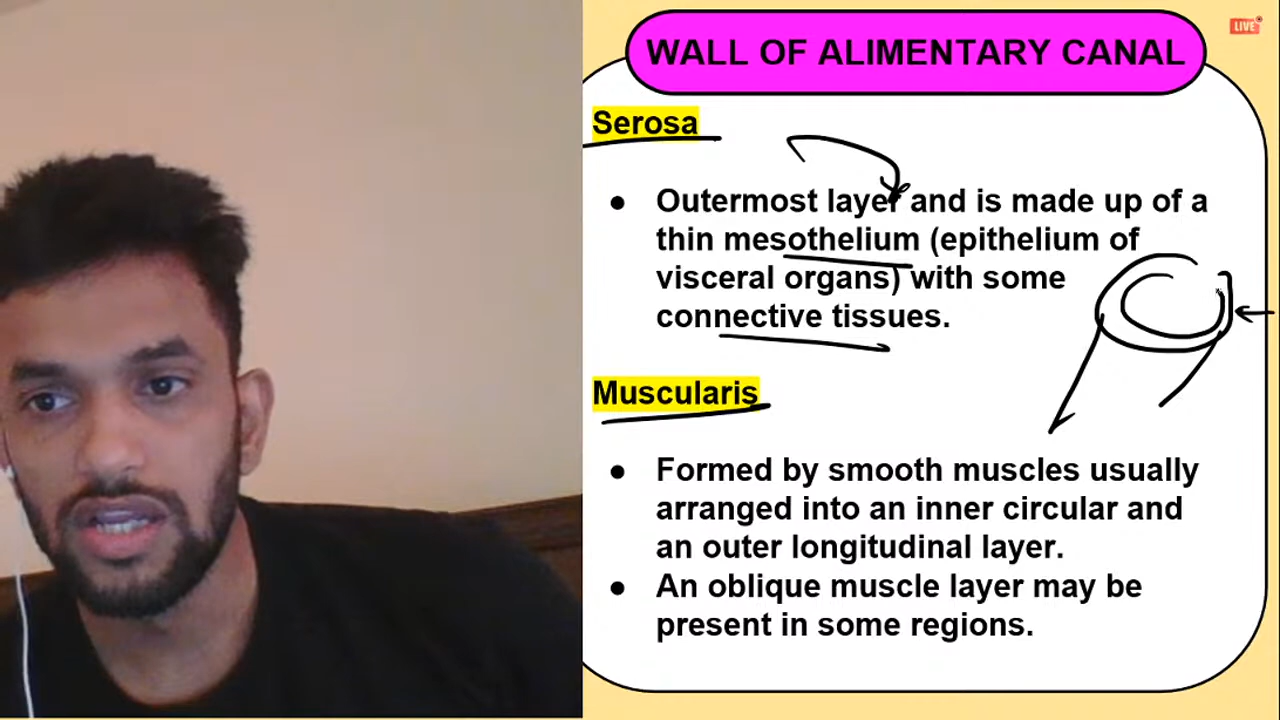 LIVE
WALL OF ALIMENTARY CANAL
Serosa
● Outermost layer and is made up of a
thin mesothelium (epithelium of
visceral organs) with some
connective tissues.
Muscularis
● Formed by smooth muscles usually
arranged into an inner circular and
an outer longitudinal layer.
● An oblique muscle layer may be
present in some regions.